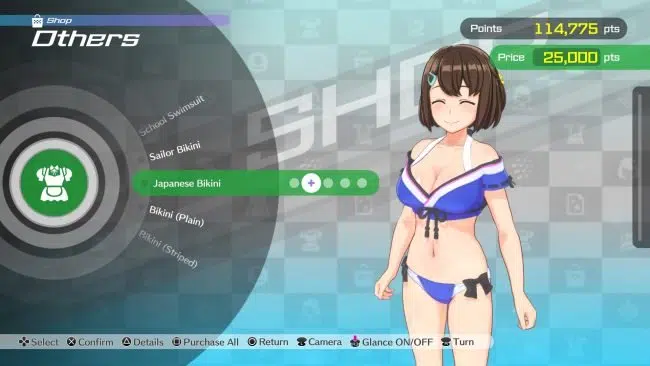 Shop
Others
Points 114,775 pts
Price 25,000 pts
SHOP
School Swimsuit
Sailor Bikini
Japanese Bikini
Bikini (Plain)
Bikini (Striped)
Select Confirm Details Purchase All Return Camera Glance ON/OFF Turn